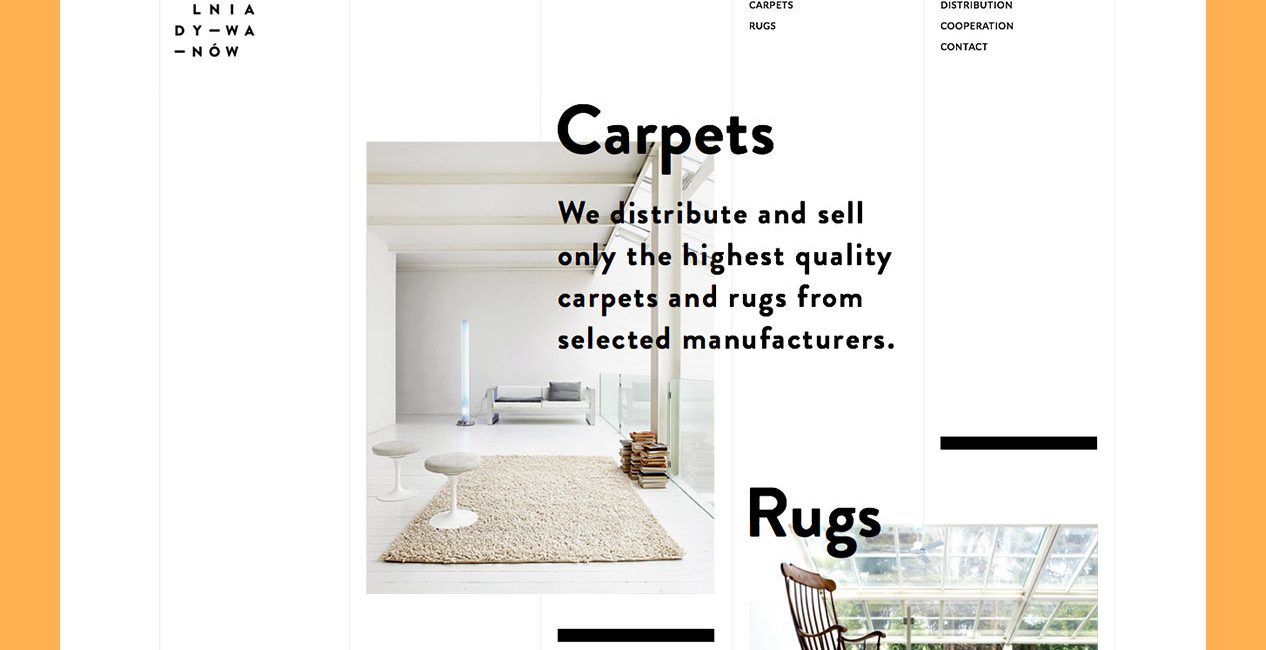 LNIA
DY—WA
—NÓW
CARPETS
RUGS
DISTRIBUTION
COOPERATION
CONTACT
Carpets
We distribute and sell
only the highest quality
carpets and rugs from
selected manufacturers.
Rugs